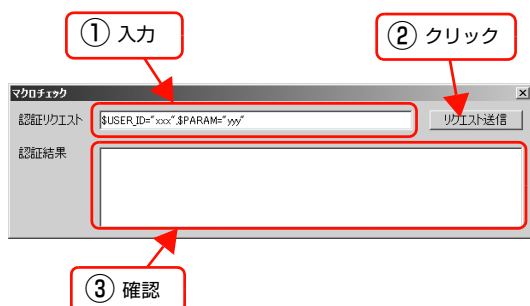 ① 入力
② クリック
マクロチェック
認証リクエスト $USER_ID="xxx",$PARAM="yyy" リクエスト送信
認証結果
③ 確認